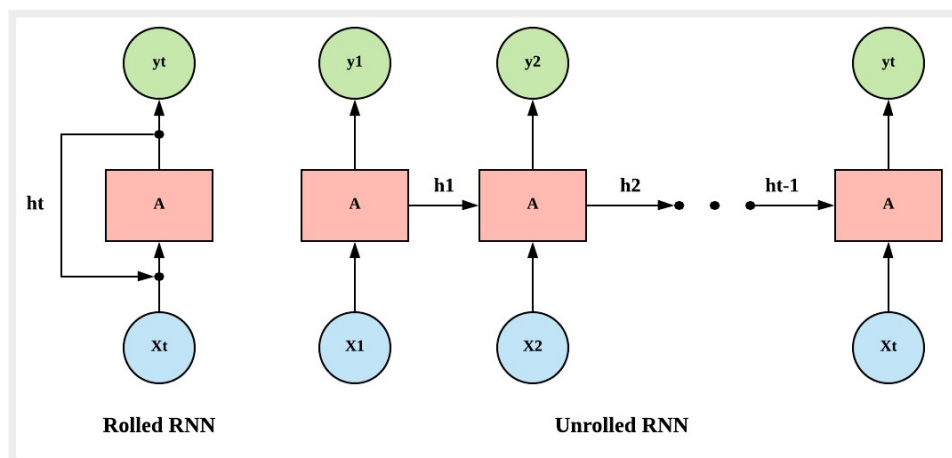 yt
y1
y2
yt
ht
A
A
h1
A
h2
ht-1
A
Xt
X1
X2
Xt
Rolled RNN
Unrolled RNN